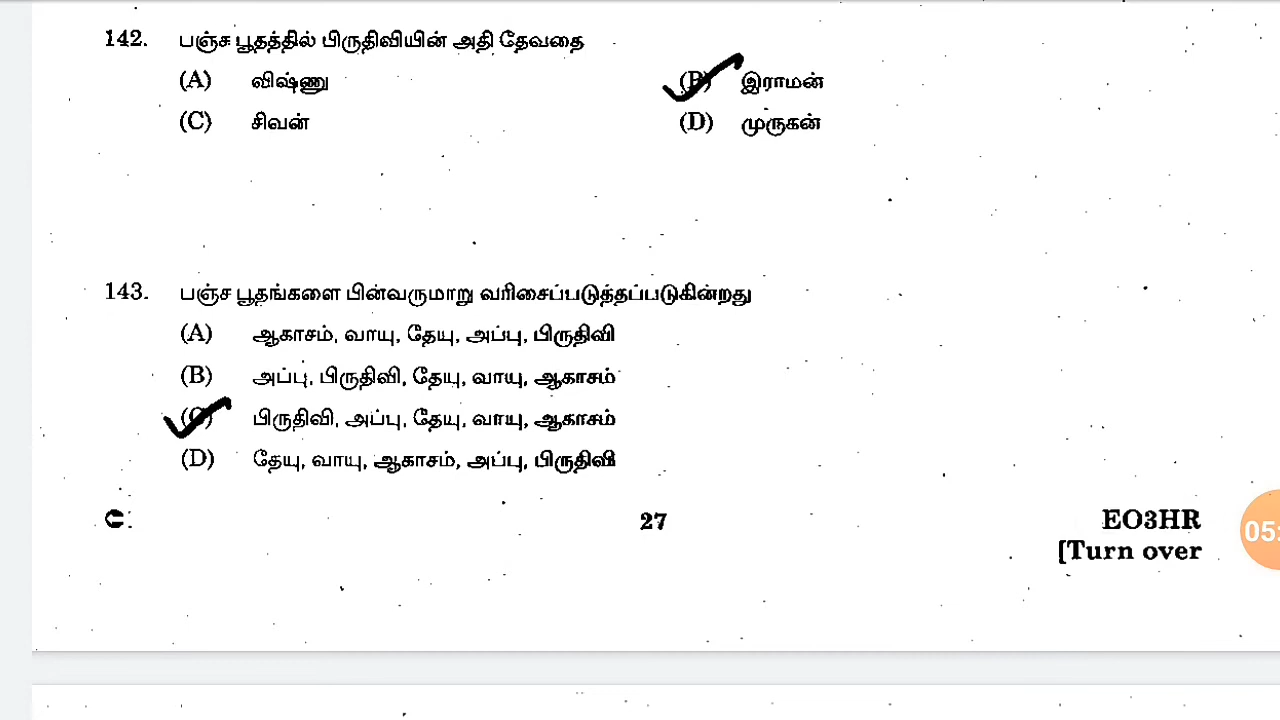 142. பஞ்ச பூதத்தில் பிருதிவியின் அதி தேவதை
(A) விஷ்ணு (B) இராமன்
(C) சிவன் (D) முருகன்
143. பஞ்ச பூதங்களை பின்வருமாறு வரிசைப்படுத்தப்படுகின்றது
(A) ஆகாசம், வாயு, தேயு, அப்பு, பிருதிவி
(B) அப்பு, பிருதிவி, தேயு, வாயு, ஆகாசம்
(C) பிருதிவி, அப்பு, தேயு, வாயு, ஆகாசம்
(D) தேயு, வாயு, ஆகாசம், அப்பு, பிருதிவி
27 EO3HR
[Turn over
05: